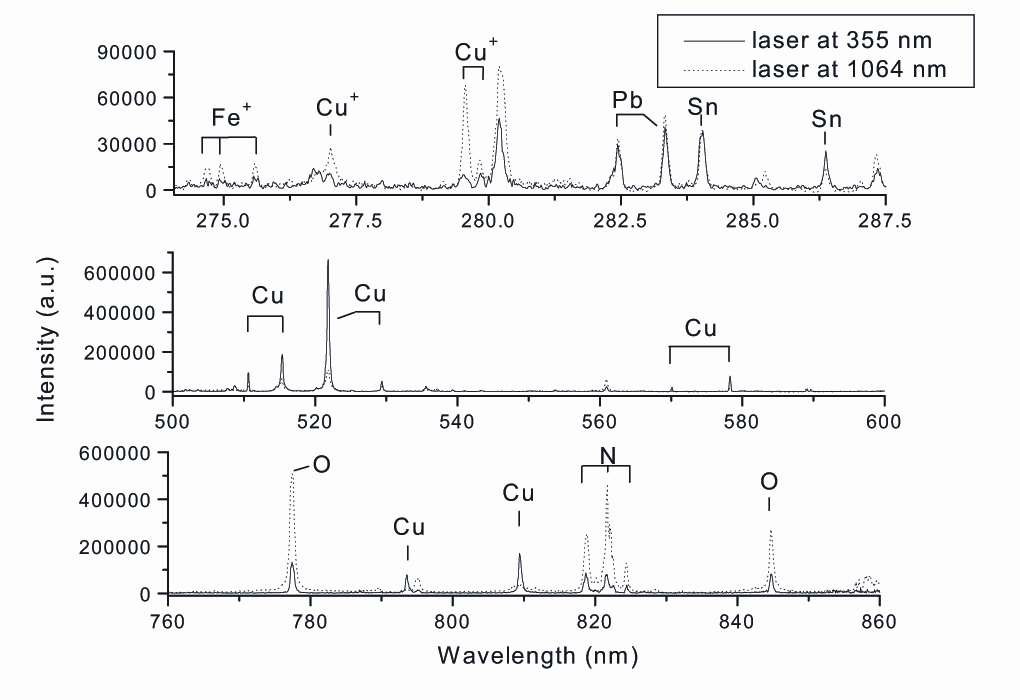 laser at 355 nm
laser at 1064 nm
90000
60000
30000
0
Fe+
Cu+
Cu+
Pb
Sn
Sn
275.0 277.5 280.0 282.5 285.0 287.5
Intensity (a.u.)
600000
400000
200000
0
Cu
Cu
Cu
500 520 540 560 580 600
600000
400000
200000
0
O
Cu
Cu
N
O
760 780 800 820 840 860
Wavelength (nm)